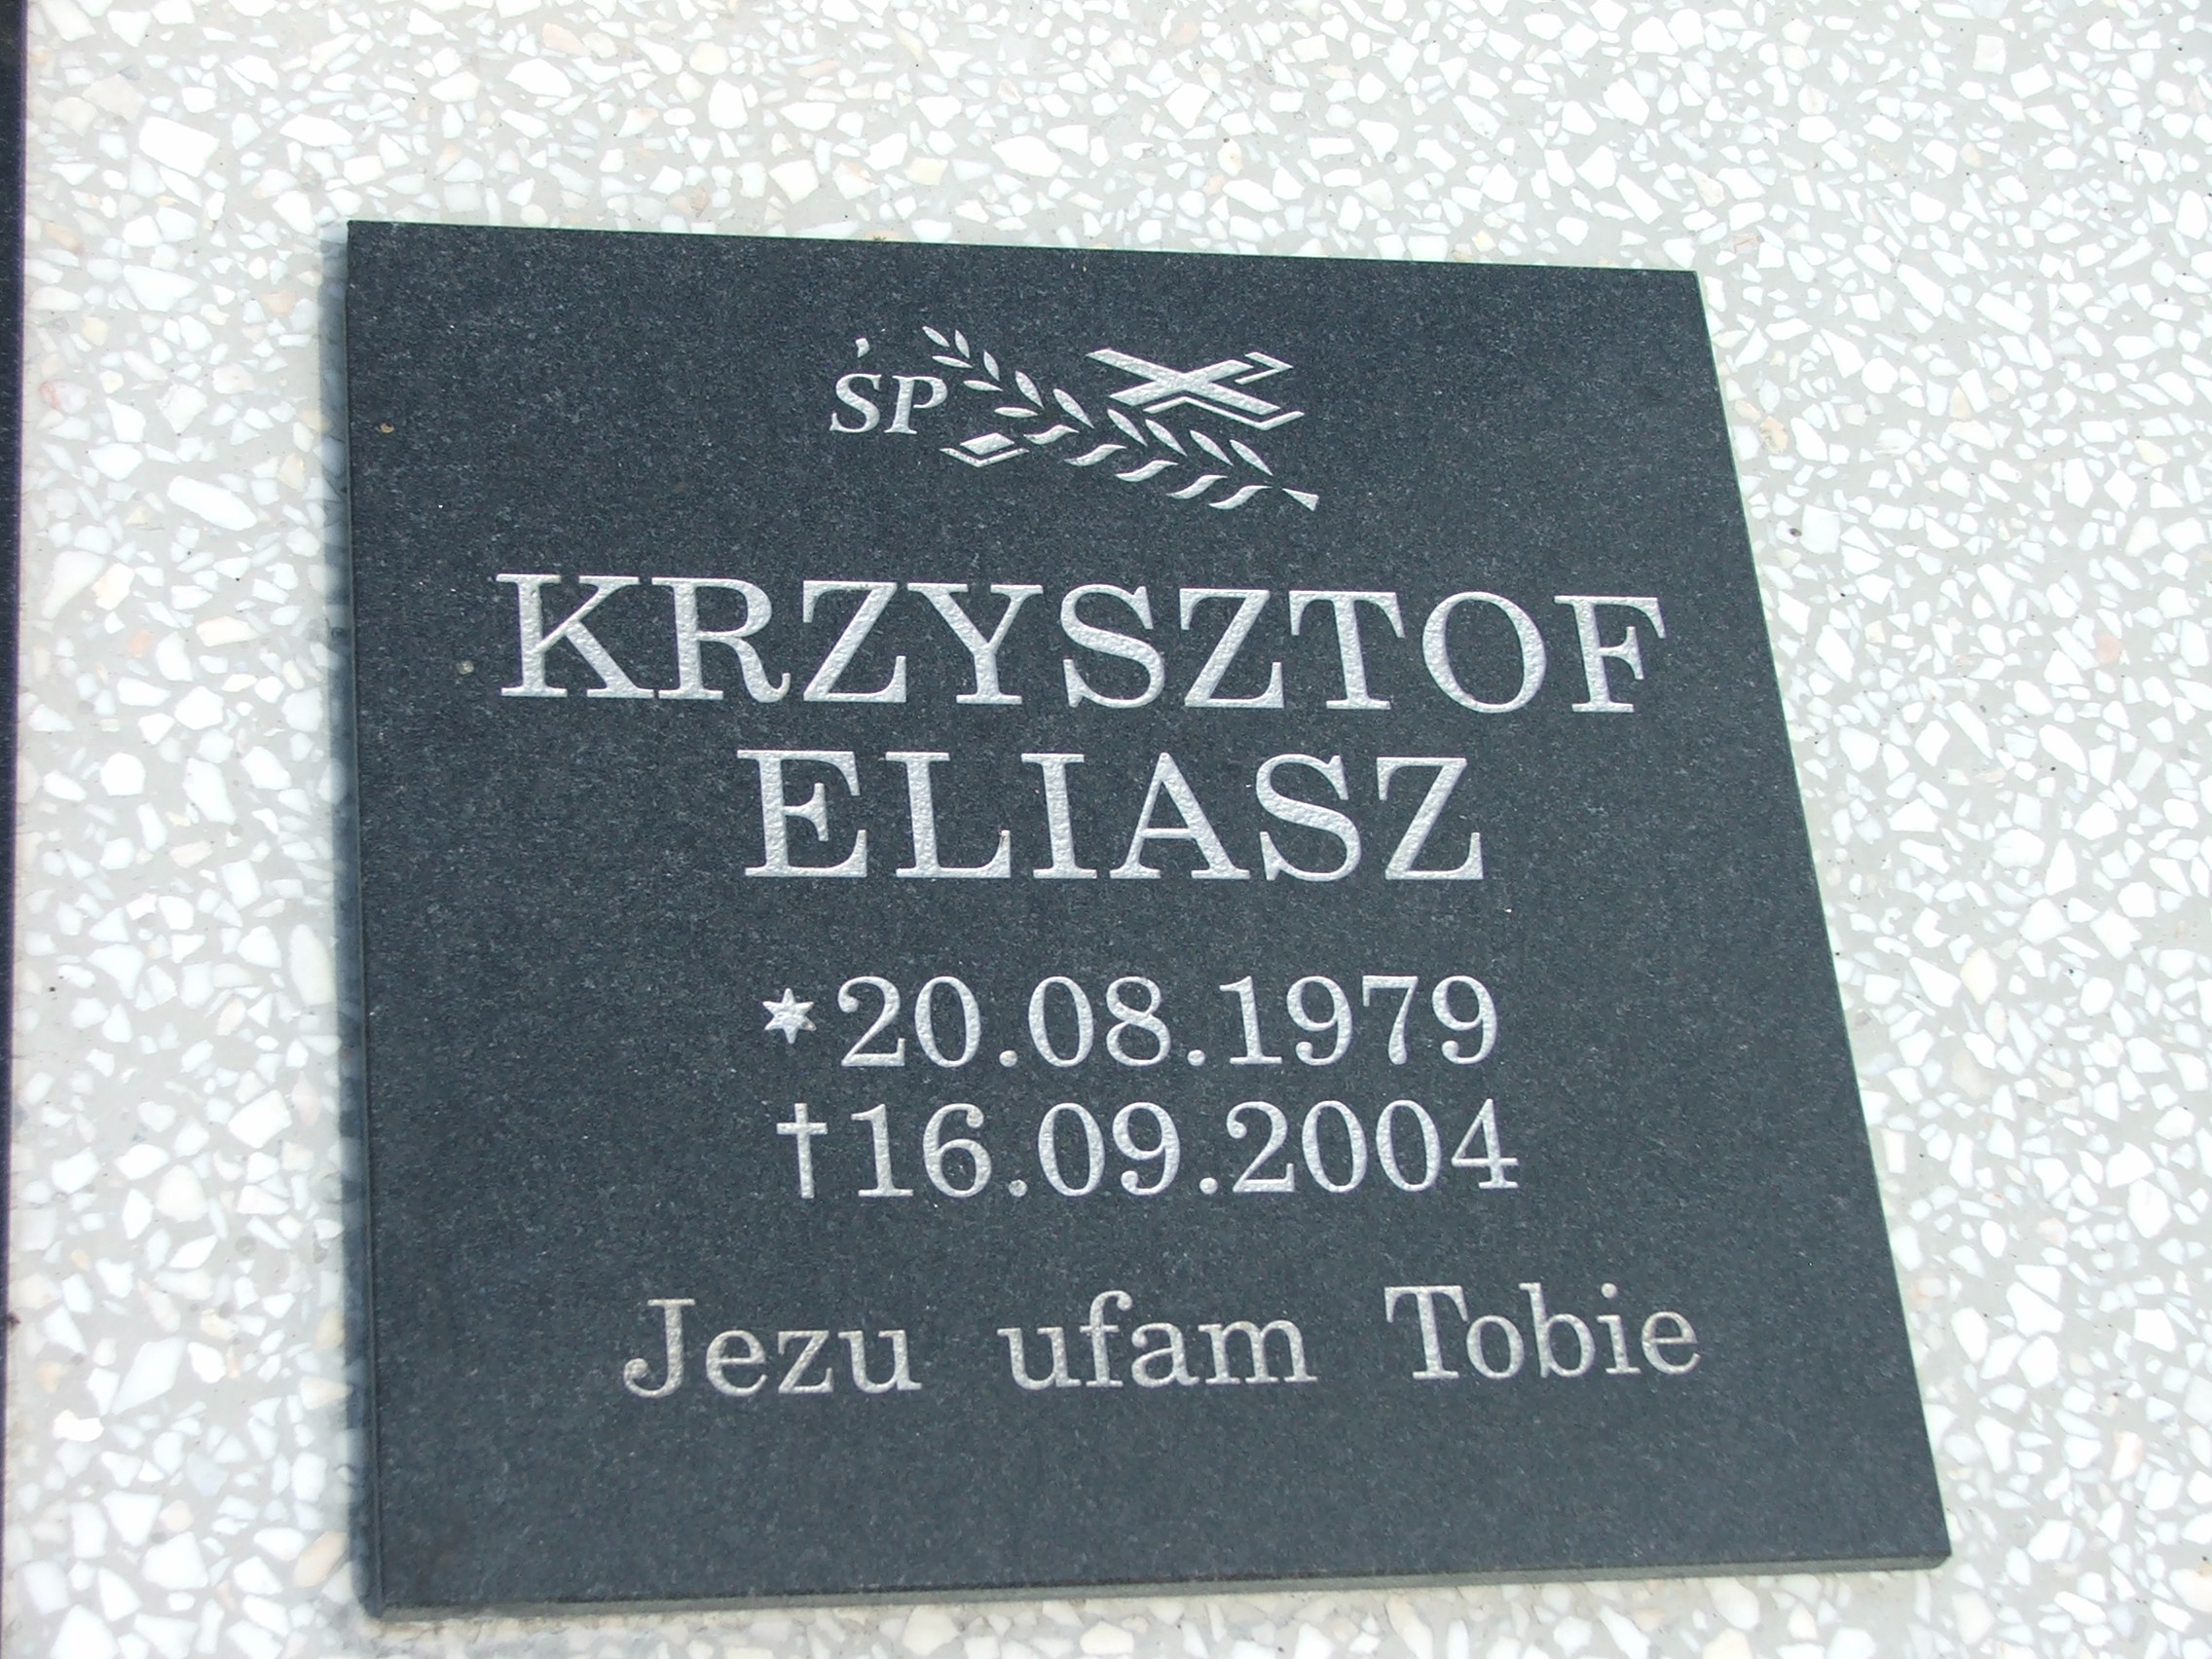 ŚP
KRZYSZTOF
ELIASZ
*20.08.1979
†16.09.2004
Jezu ufam Tobie